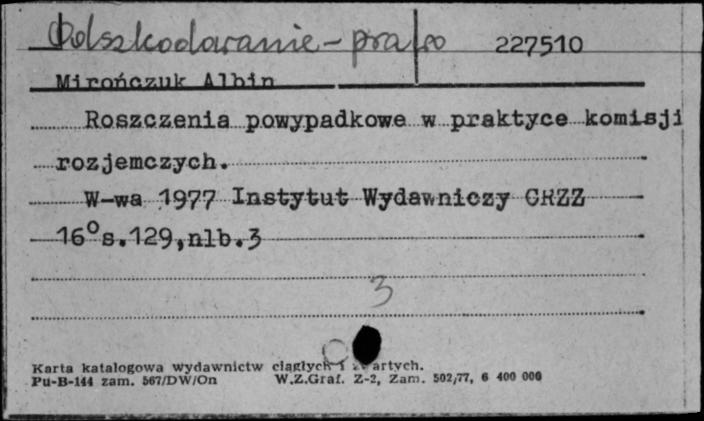 Odszkodowanie - prawo 227510
Mirończuk Albin
Roszczenia powypadkowe w praktyce komisji
rozjemczych.
W-wa 1977 Instytut Wydawniczy CRZZ
16° s.129,nlb.3
3
Karta katalogowa wydawnictw ciągłych i zwartych.
Pu-B-144 zam. 567/DW/On W.Z.Graf. Z-2, Zam. 502/77, 6 400 000